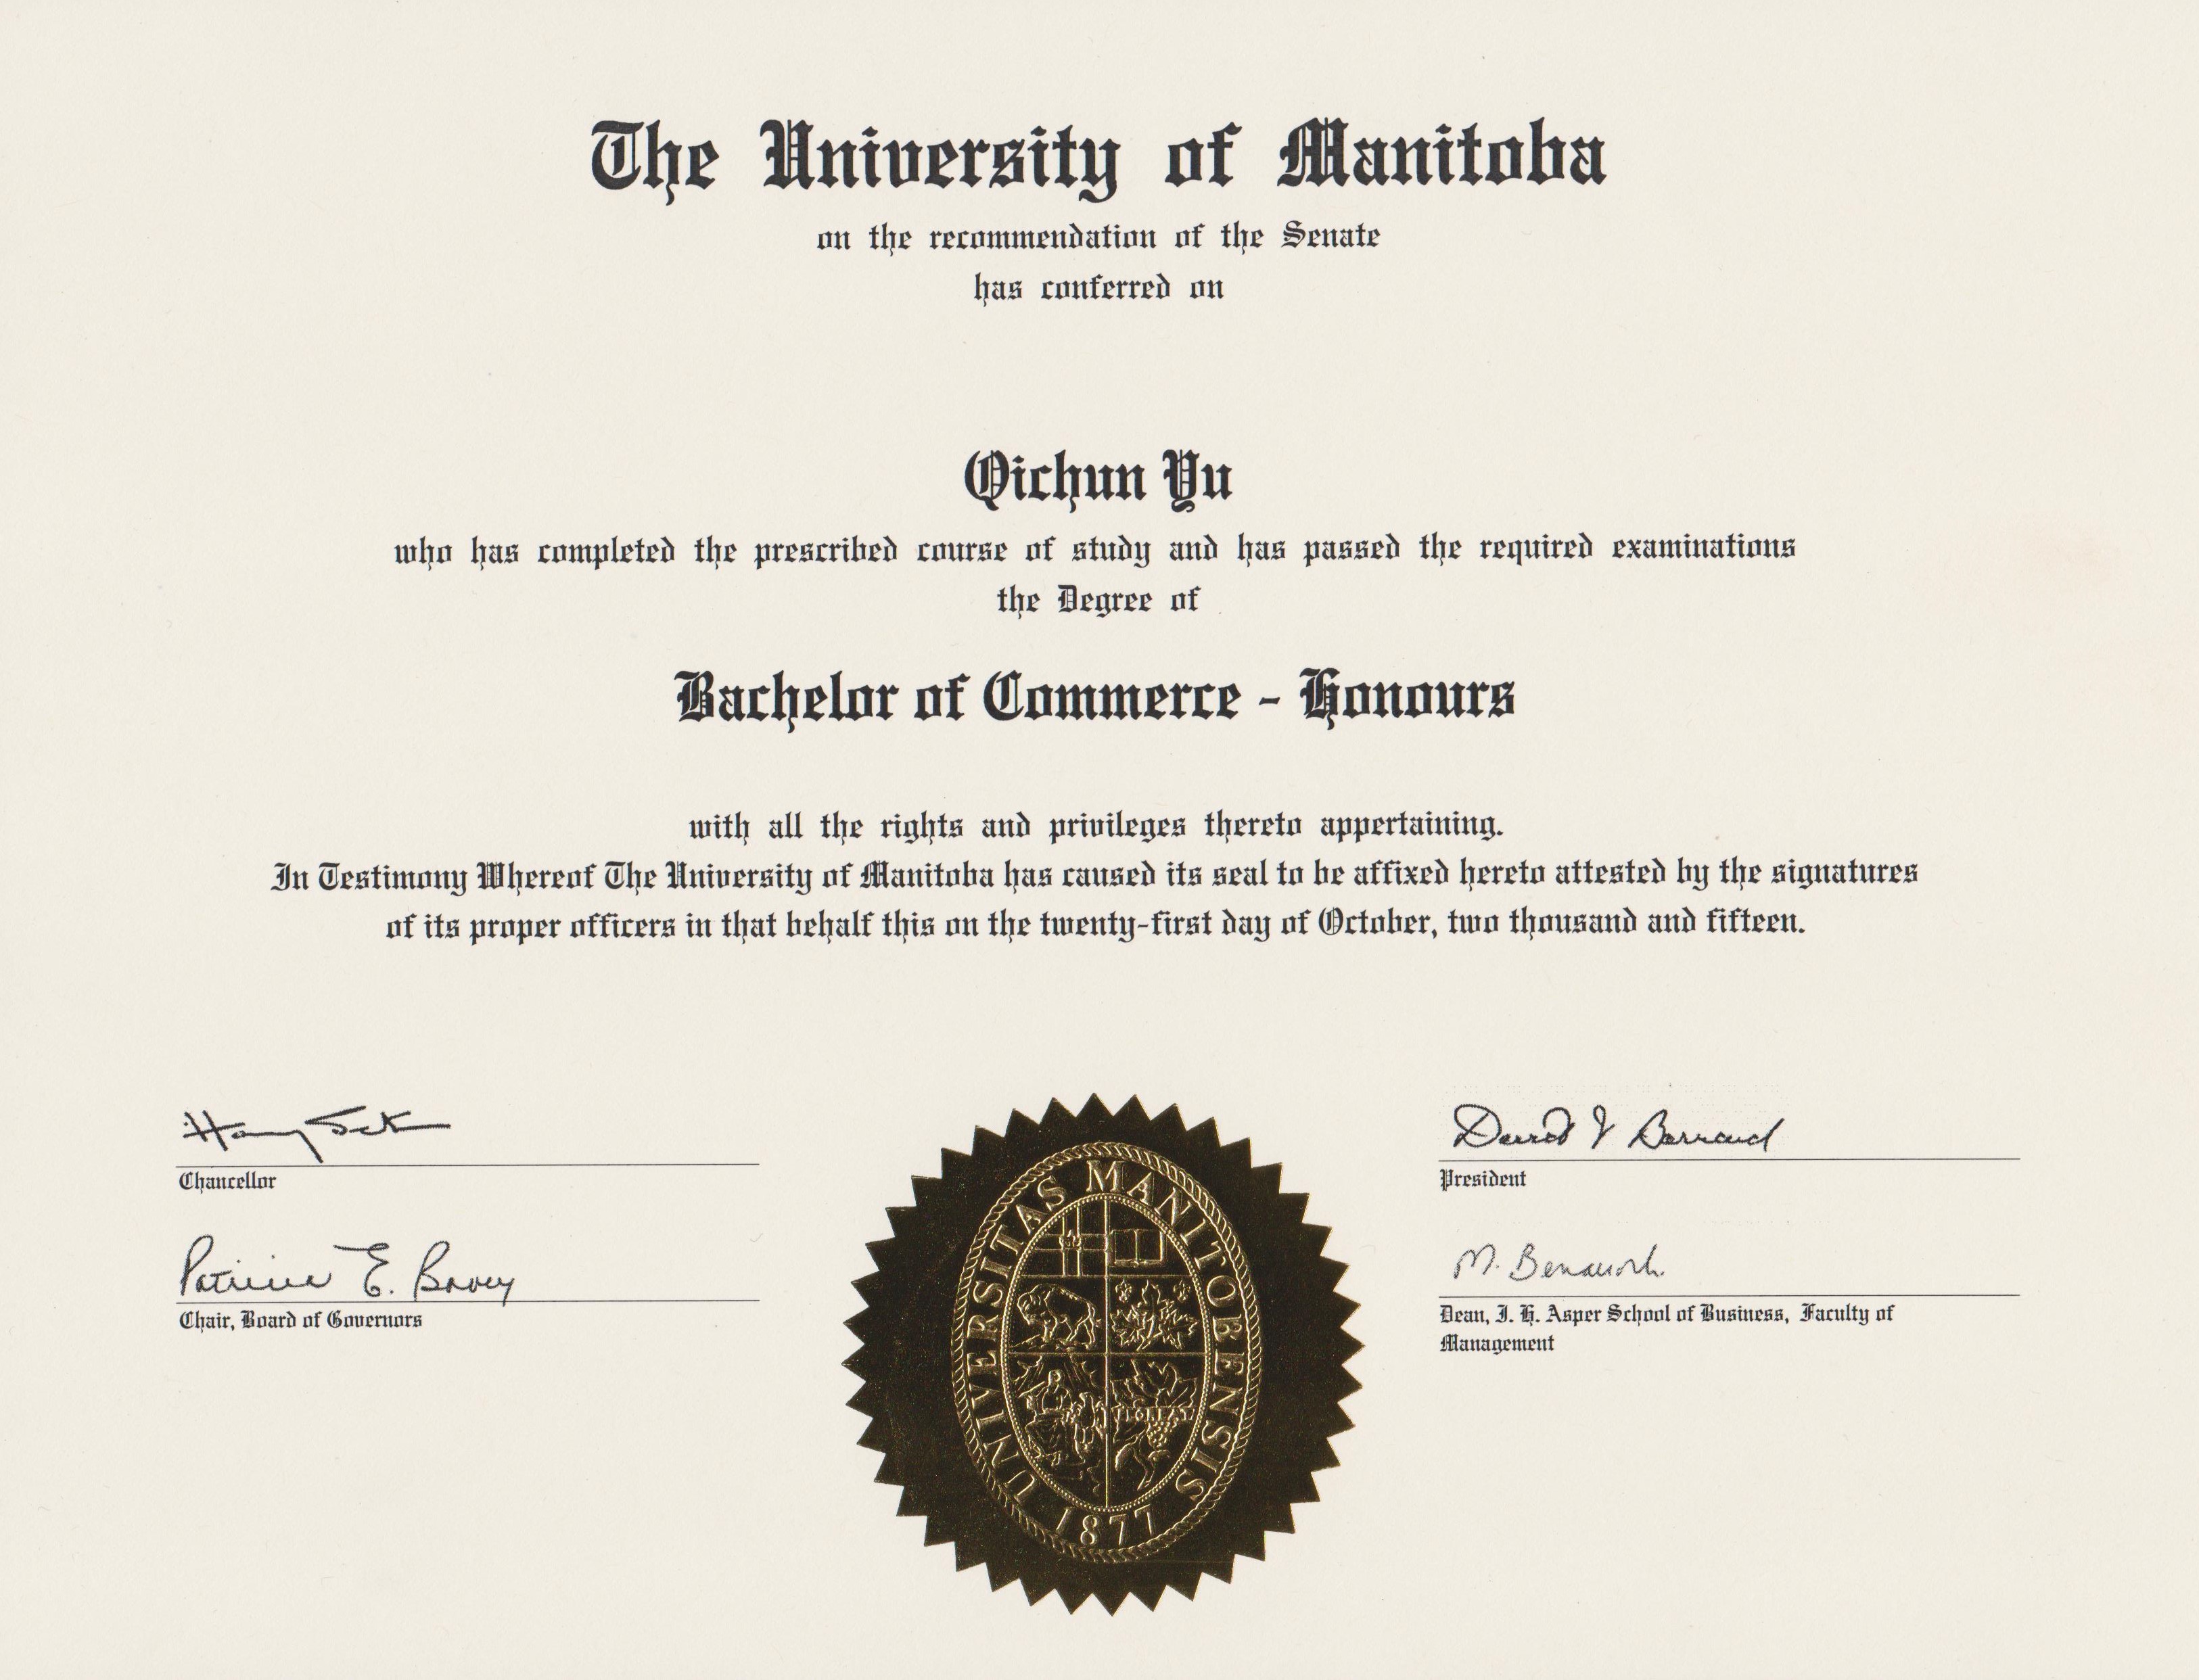 The University of Manitoba
on the recommendation of the Senate
has conferred on
Qichun Yu
who has completed the prescribed course of study and has passed the required examinations
the Degree of
Bachelor of Commerce - Honours
with all the rights and privileges thereto appertaining.
In Testimony Whereof The University of Manitoba has caused its seal to be affixed hereto attested by the signatures
of its proper officers in that behalf this on the twenty-first day of October, two thousand and fifteen.
Chancellor
President
Patricia E. Bovey
Chair, Board of Governors
Dean, I. H. Asper School of Business, Faculty of
Management
UNIVERSITAS MANITOBENSIS
1877